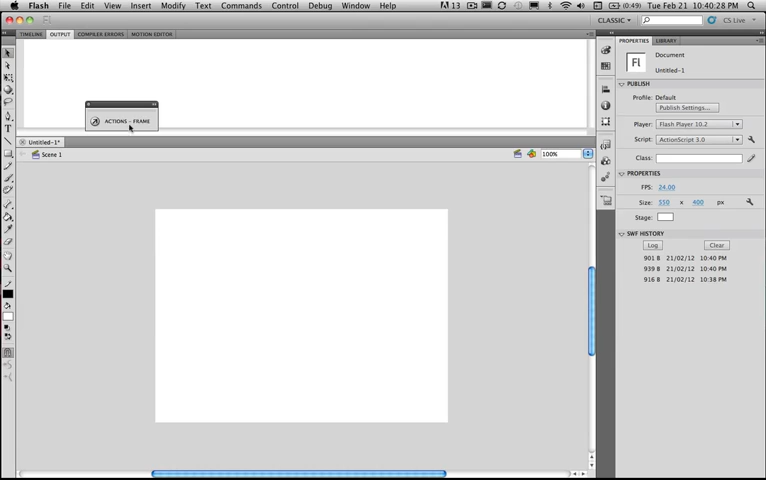 Flash File Edit View Insert Modify Text Commands Control Debug Window Help 13 (0:49) Tue Feb 21 10:40:28 PM
Fl CLASSIC CS Live
TIMELINE OUTPUT COMPILER ERRORS MOTION EDITOR
ACTIONS - FRAME
Untitled-1*
Scene 1 100%
PROPERTIES LIBRARY
Fl Document
Untitled-1
PUBLISH
Profile: Default
Publish Settings...
Player: Flash Player 10.2
Script: ActionScript 3.0
Class:
PROPERTIES
FPS: 24.00
Size: 550 x 400 px
Stage:
SWF HISTORY
Log Clear
901 B 21/02/12 10:40 PM
939 B 21/02/12 10:40 PM
916 B 21/02/12 10:38 PM